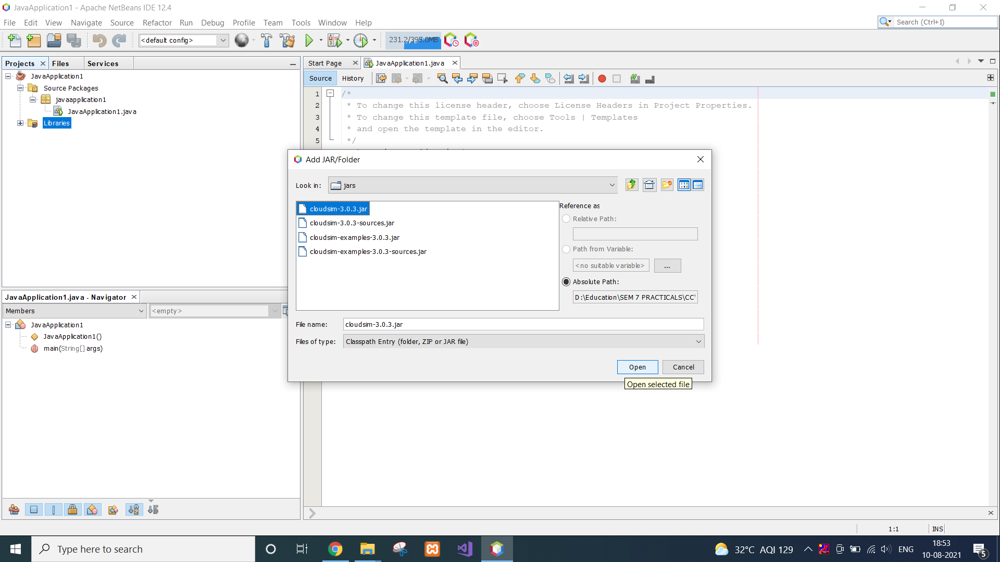 JavaApplication1 - Apache NetBeans IDE 12.4
File Edit View Navigate Source Refactor Run Debug Profile Team Tools Window Help
Search (Ctrl+I)
<default config>
231.2/395.0MB
Projects Files Services
JavaApplication1
Source Packages
javaapplication1
JavaApplication1.java
Libraries
Start Page JavaApplication1.java
Source History
1 /*
2 * To change this license header, choose License Headers in Project Properties.
3 * To change this template file, choose Tools | Templates
4 * and open the template in the editor.
5 */
Add JAR/Folder
Look in: jars
cloudsim-3.0.3.jar
cloudsim-3.0.3-sources.jar
cloudsim-examples-3.0.3.jar
cloudsim-examples-3.0.3-sources.jar
Reference as
Relative Path:
Path from Variable:
<no suitable variable> ...
Absolute Path:
D:\Education\SEM 7 PRACTICALS\CC\
File name: cloudsim-3.0.3.jar
Files of type: Classpath Entry (folder, ZIP or JAR file)
Open Cancel
Open selected file
JavaApplication1.java - Navigator
Members <empty>
JavaApplication1
JavaApplication1()
main(String[] args)
1:1 INS
Type here to search
32°C AQI 129
ENG
18:53
10-08-2021
5